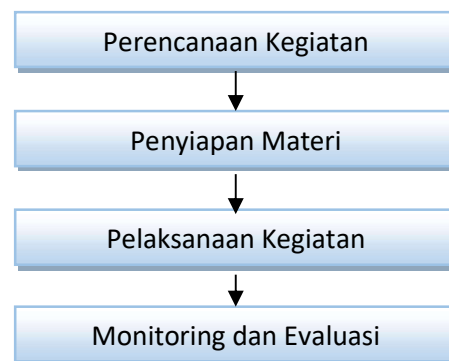 Perencanaan Kegiatan
Penyiapan Materi
Pelaksanaan Kegiatan
Monitoring dan Evaluasi